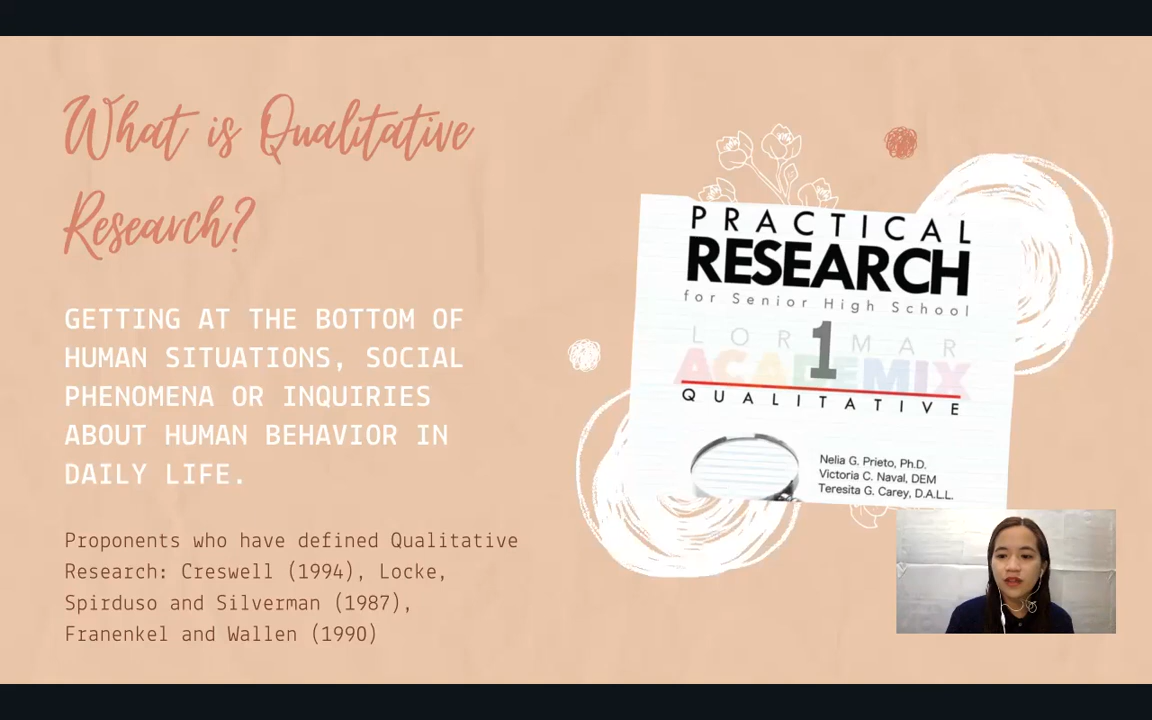 What is Qualitative
Research?
GETTING AT THE BOTTOM OF
HUMAN SITUATIONS, SOCIAL
PHENOMENA OR INQUIRIES
ABOUT HUMAN BEHAVIOR IN
DAILY LIFE.
Proponents who have defined Qualitative
Research: Creswell (1994), Locke,
Spirduso and Silverman (1987),
Franenkel and Wallen (1990)
PRACTICAL
RESEARCH
for Senior High School
1
LORIMAR
ACADEMIX
QUALITATIVE
Nelia G. Prieto, Ph.D.
Victoria C. Naval, DEM
Teresita G. Carey, D.A.L.L.